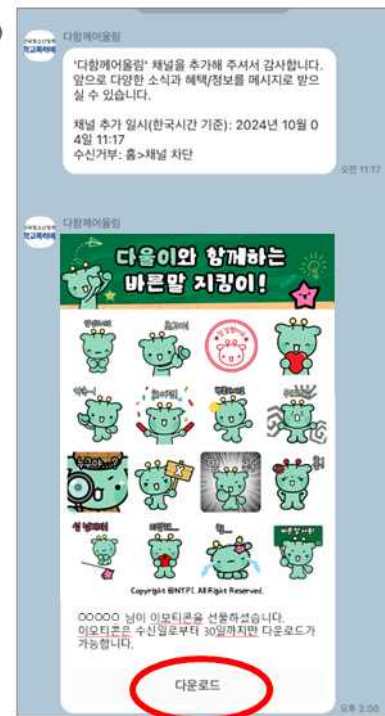 다함께어울림
'다함께어울림' 채널을 추가해 주셔서 감사합니다.
앞으로 다양한 소식과 혜택/정보를 메시지로 받으
실 수 있습니다.
채널 추가 일시(한국시간 기준): 2024년 10월 0
4일 11:17
수신거부: 홈>채널 차단
오전 11:17
다함께어울림
다울이와 함께하는
바른말 지킴이!
누구야...?
X
Copyright ©NYPI. All Right Reserved.
OOOOO 님이 이모티콘을 선물하셨습니다.
이모티콘은 수신일로부터 30일까지만 다운로드가
가능합니다.
다운로드
오후 2:00